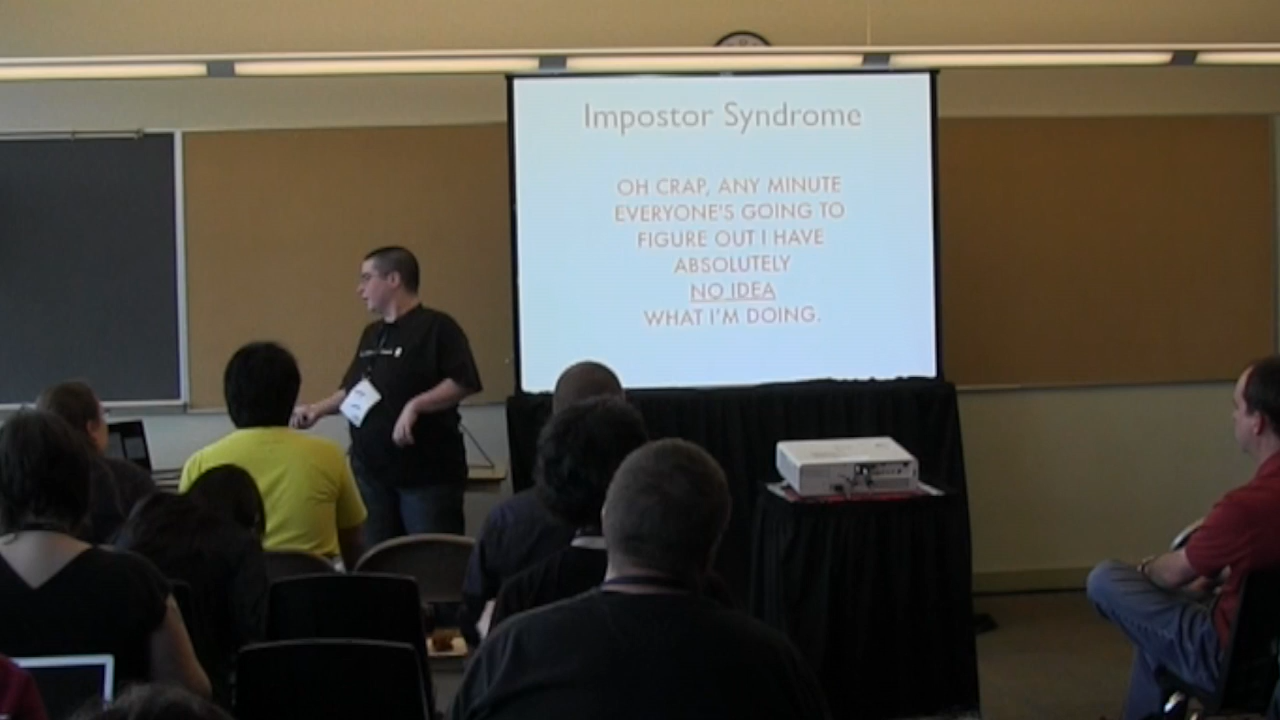 Impostor Syndrome
OH CRAP, ANY MINUTE
EVERYONE'S GOING TO
FIGURE OUT I HAVE
ABSOLUTELY
NO IDEA
WHAT I'M DOING.